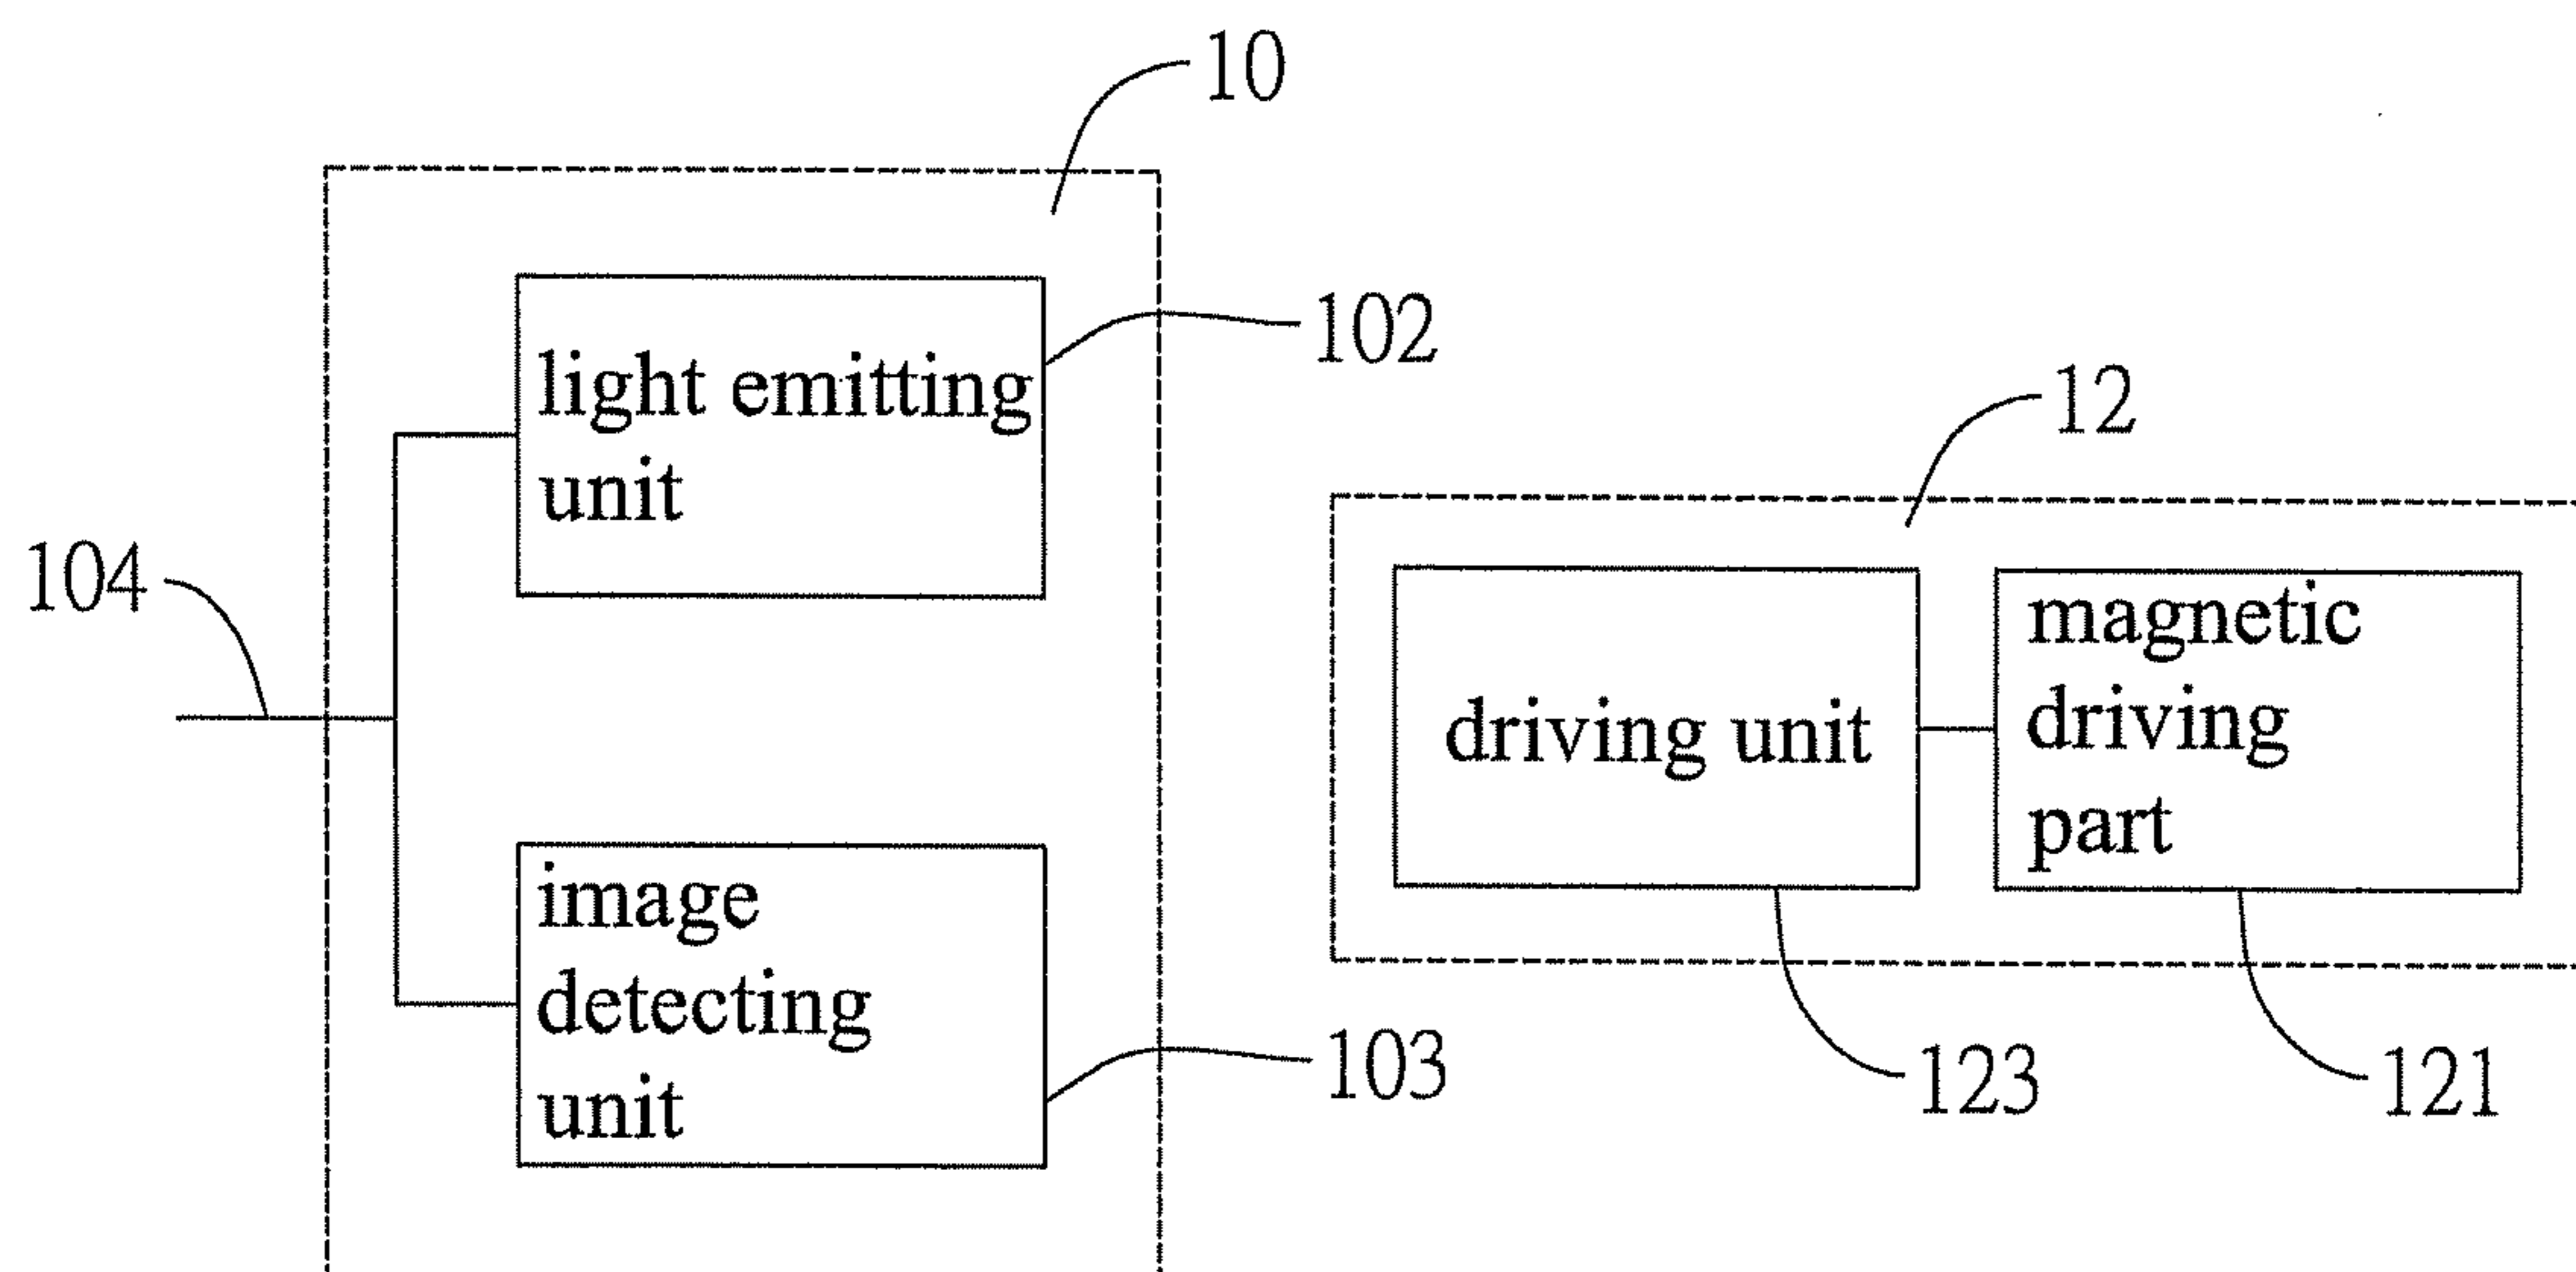 10
light emitting
unit
102
12
104
magnetic
driving
part
driving unit
image
detecting
unit
103
123
121